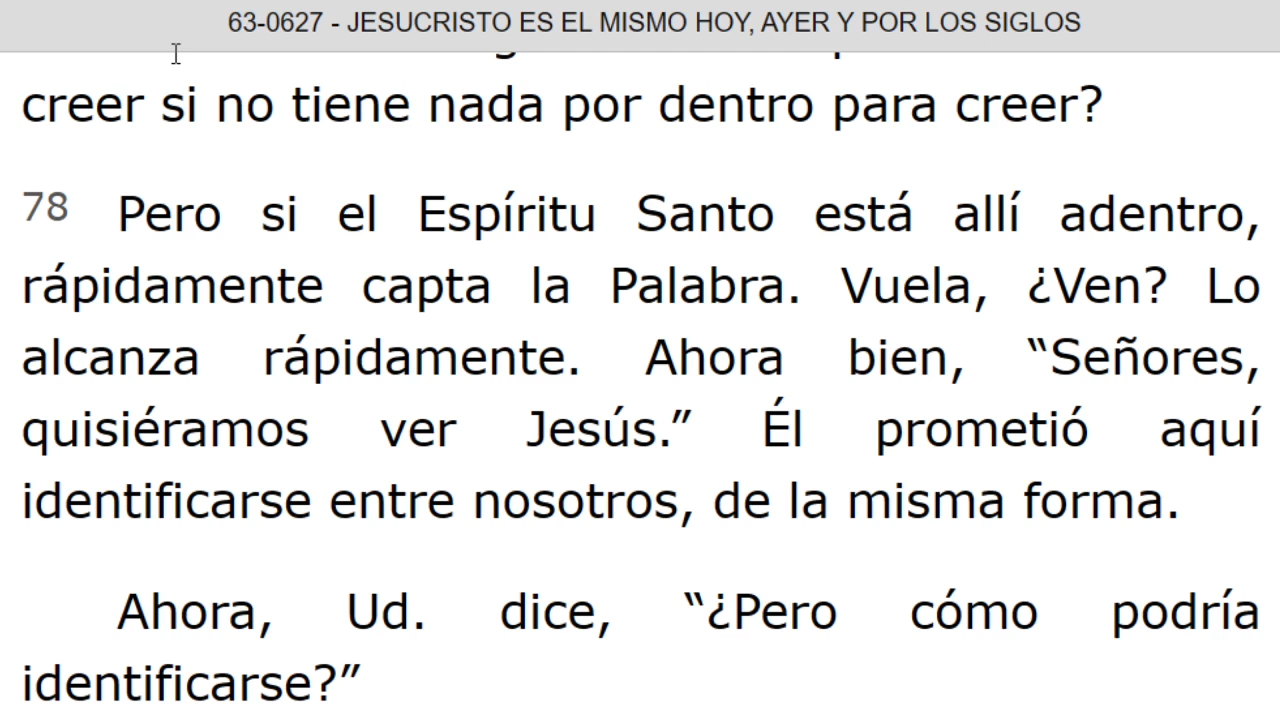 63-0627 - JESUCRISTO ES EL MISMO HOY, AYER Y POR LOS SIGLOS
creer si no tiene nada por dentro para creer?
78 Pero si el Espíritu Santo está allí adentro,
rápidamente capta la Palabra. Vuela, ¿Ven? Lo
alcanza rápidamente. Ahora bien, “Señores,
quisiéramos ver Jesús.” Él prometió aquí
identificarse entre nosotros, de la misma forma.
Ahora, Ud. dice, “¿Pero cómo podría
identificarse?”